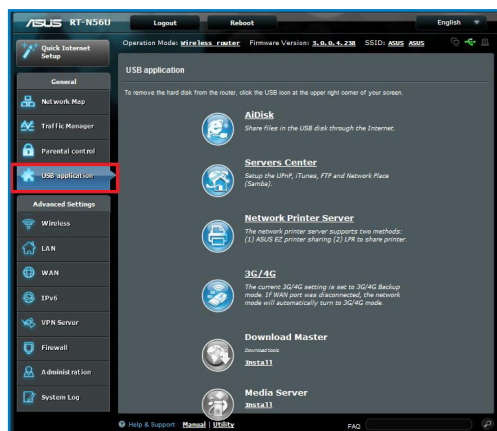 ASUS RT-N56U Logout Reboot English
Quick Internet Setup
Operation Mode: Wireless router Firmware Version: 3.0.0.4.238 SSID: ASUS ASUS
General
Network Map
Traffic Manager
Parental control
USB application
Advanced Settings
Wireless
LAN
WAN
IPv6
VPN Server
Firewall
Administration
System Log
USB application
To remove the hard disk from the router, click the USB icon at the upper right corner of your screen.
AiDisk
Share files in the USB disk through the Internet.
Servers Center
Setup the UPnP, iTunes, FTP and Network Place
(Samba).
Network Printer Server
The network printer server supports two methods:
(1) ASUS EZ printer sharing (2) LPR to share printer.
3G/4G
The current 3G/4G setting is set to 3G/4G Backup
mode. If WAN port was disconnected, the network
mode will automatically turn to 3G/4G mode.
Download Master
Download tools
Install
Media Server
Install
Help & Support Manual | Utility FAQ